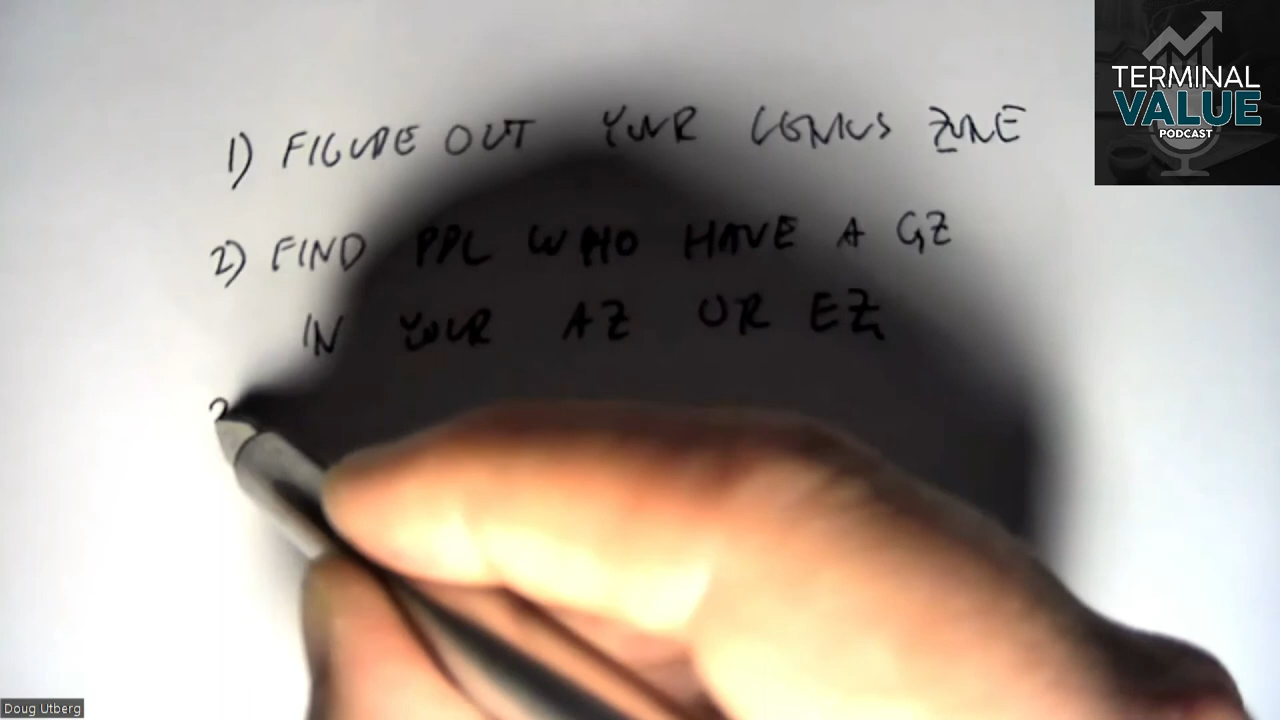 1) FIGURE OUT YOUR GENIUS ZONE
2) FIND PPL WHO HAVE A GZ
IN YOUR AZ OR EZ
TERMINAL
VALUE
PODCAST
Doug Utberg